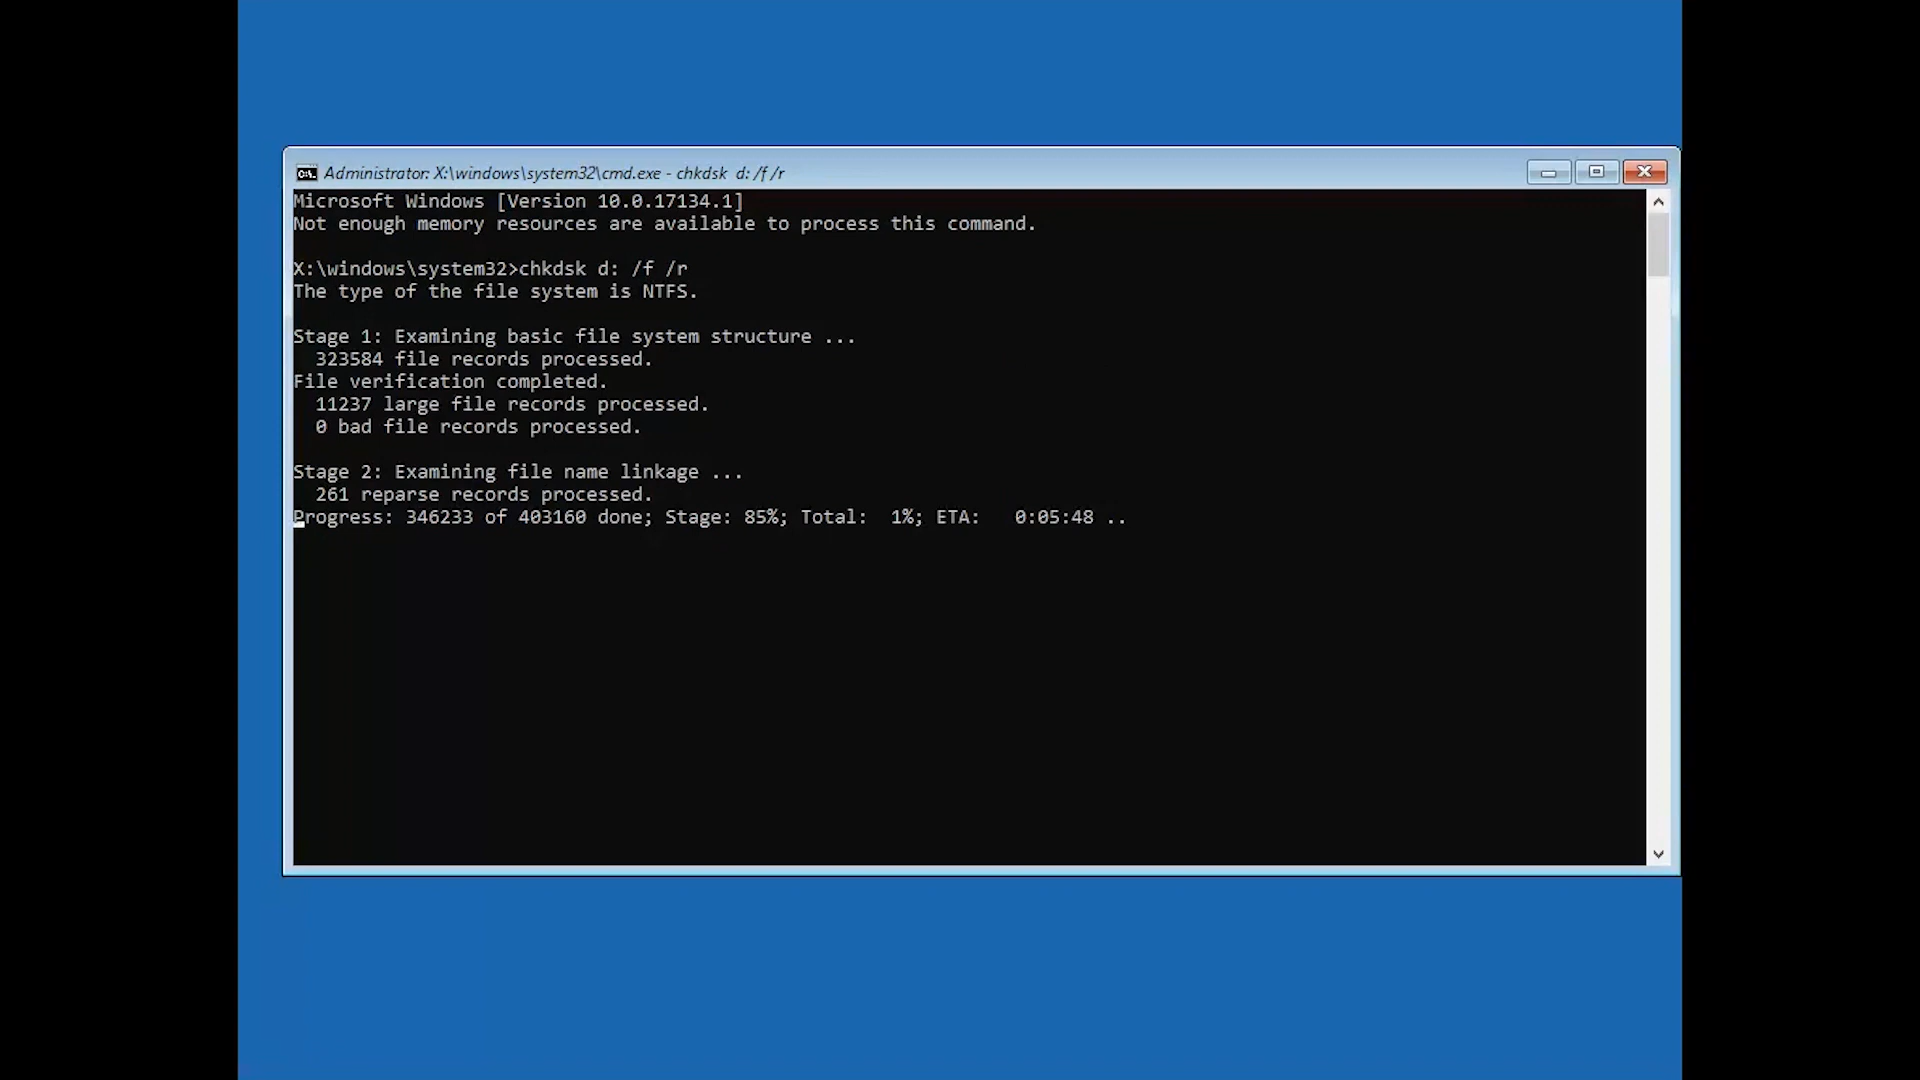 Administrator: X:\windows\system32\cmd.exe - chkdsk  d: /f /r
Microsoft Windows [Version 10.0.17134.1]
Not enough memory resources are available to process this command.
X:\windows\system32>chkdsk d: /f /r
The type of the file system is NTFS.
Stage 1: Examining basic file system structure ...
323584 file records processed.
File verification completed.
11237 large file records processed.
0 bad file records processed.
Stage 2: Examining file name linkage ...
261 reparse records processed.
Progress: 346233 of 403160 done; Stage: 85%; Total:  1%; ETA:   0:05:48 ..